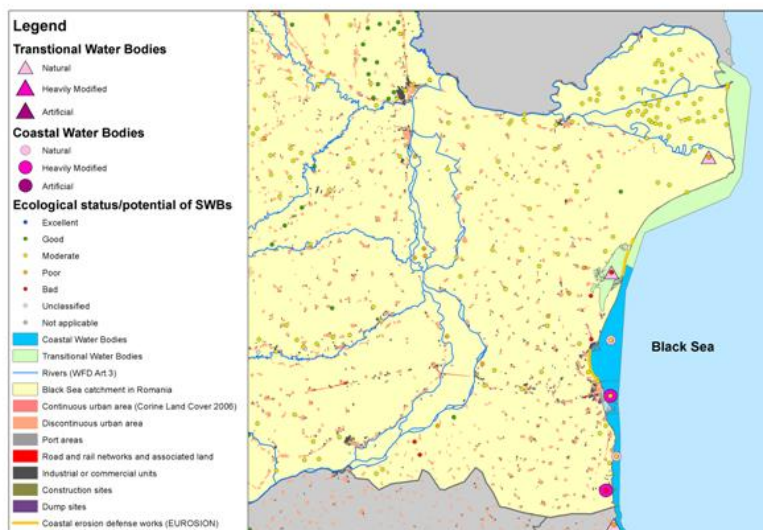 Legend
Transtional Water Bodies
Natural
Heavily Modified
Artificial
Coastal Water Bodies
Natural
Heavily Modified
Artificial
Ecological status/potential of SWBs
Excellent
Good
Moderate
Poor
Bad
Unclassified
Not applicable
Coastal Water Bodies
Transitional Water Bodies
Rivers (WFD Art 3)
Black Sea catchment in Romania
Continuous urban area (Corine Land Cover 2006)
Discontinuous urban area
Port areas
Road and rail networks and associated land
Industrial or commercial units
Construction sites
Dump sites
Coastal erosion defense works (EUROSION)
Black Sea